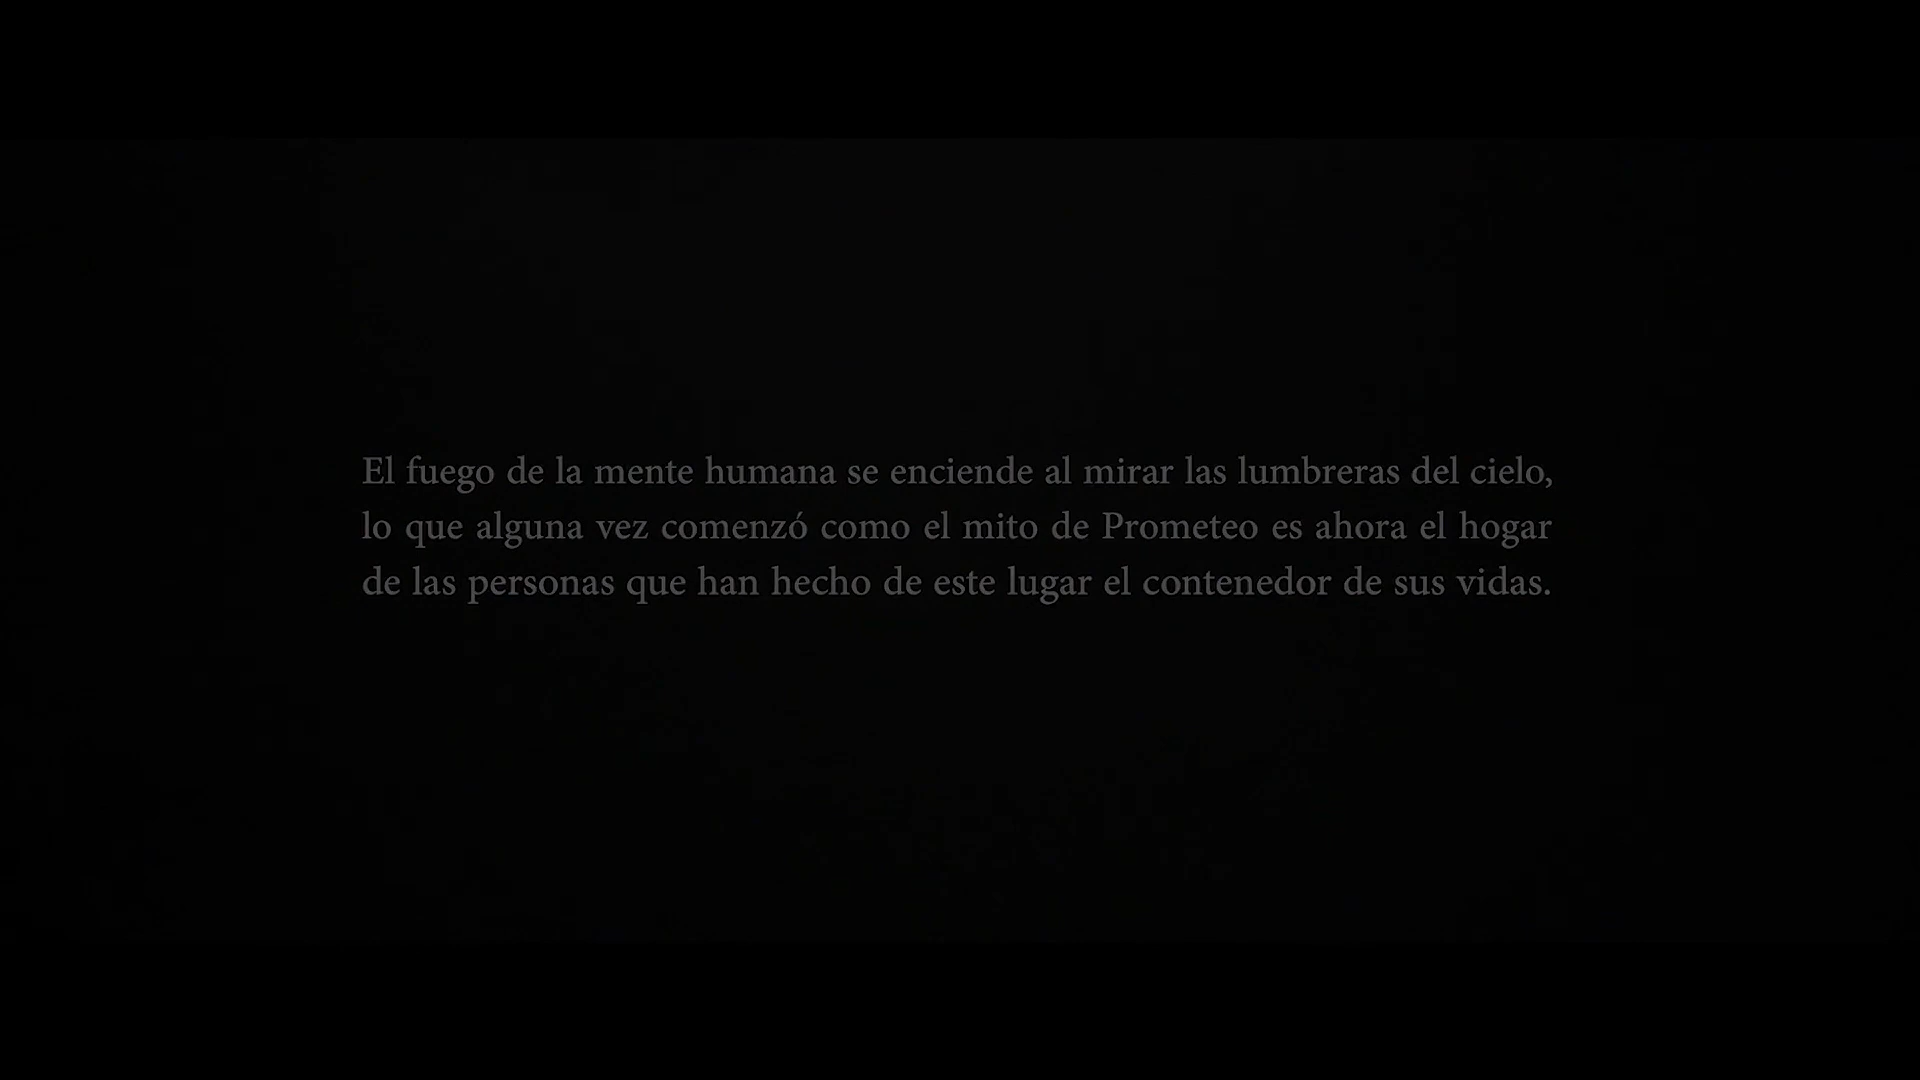 El fuego de la mente humana se enciende al mirar las lumbreras del cielo,
lo que alguna vez comenzó como el mito de Prometeo es ahora el hogar
de las personas que han hecho de este lugar el contenedor de sus vidas.